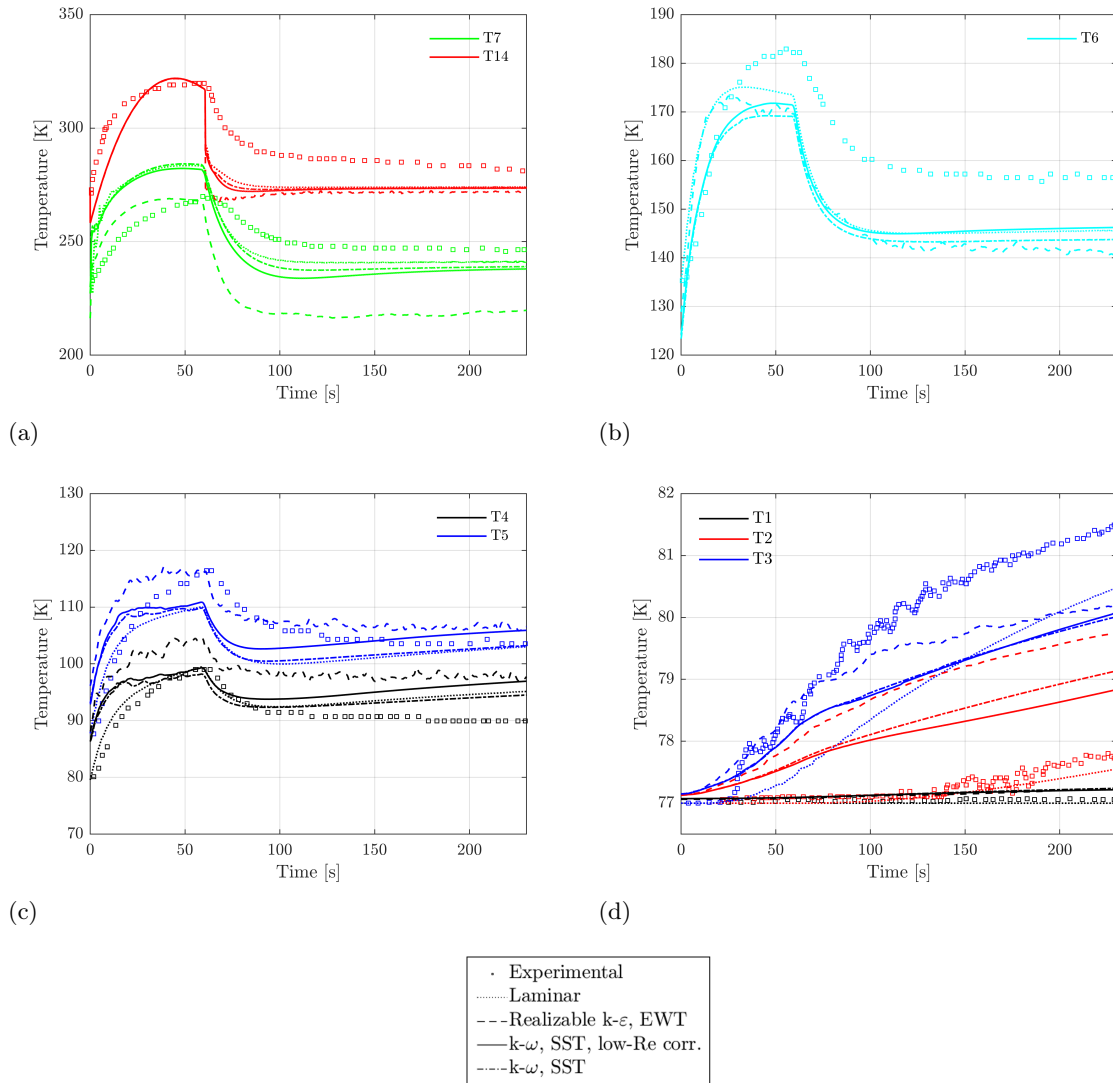 350
300
250
200
Temperature [K]
0
50
100
150
200
Time [s]
T7
T14
(a)
190
180
170
160
150
140
130
120
Temperature [K]
0
50
100
150
200
Time [s]
T6
(b)
130
120
110
100
90
80
70
Temperature [K]
0
50
100
150
200
Time [s]
T4
T5
(c)
82
81
80
79
78
77
Temperature [K]
0
50
100
150
200
Time [s]
T1
T2
T3
(d)
Experimental
Laminar
Realizable k-ε, EWT
k-ω, SST, low-Re corr.
k-ω, SST